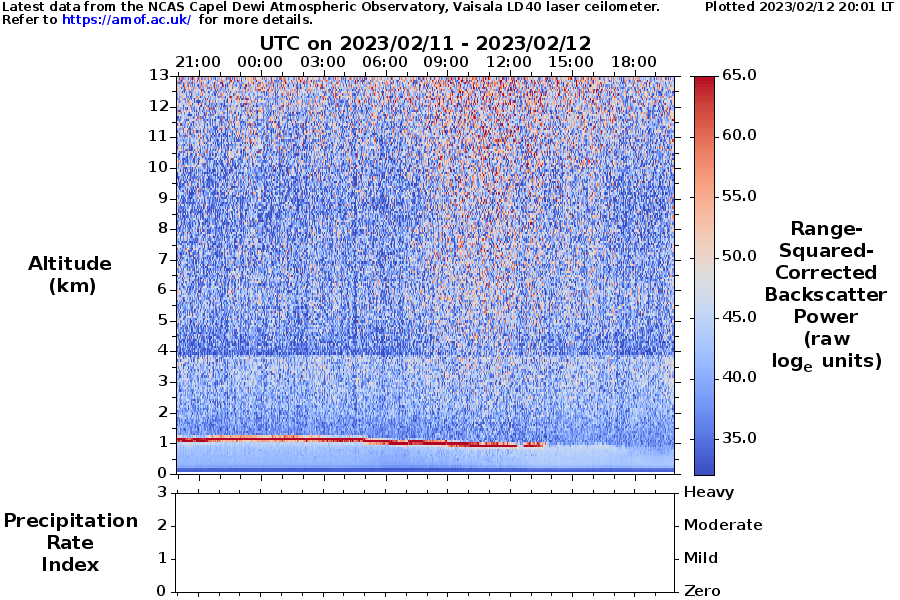 Latest data from the NCAS Capel Dewi Atmospheric Observatory, Vaisala LD40 laser ceilometer. Plotted 2023/02/12 20:01 LT
Refer to https://amof.ac.uk/ for more details.
UTC on 2023/02/11 - 2023/02/12
21:00 00:00 03:00 06:00 09:00 12:00 15:00 18:00
13
12
11
10
9
8
7
6
5
4
3
2
1
0
Altitude
(km)
65.0
60.0
55.0
50.0
45.0
40.0
35.0
Range-
Squared-
Corrected
Backscatter
Power
(raw
logₑ units)
3
2
1
0
Precipitation
Rate
Index
Heavy
Moderate
Mild
Zero